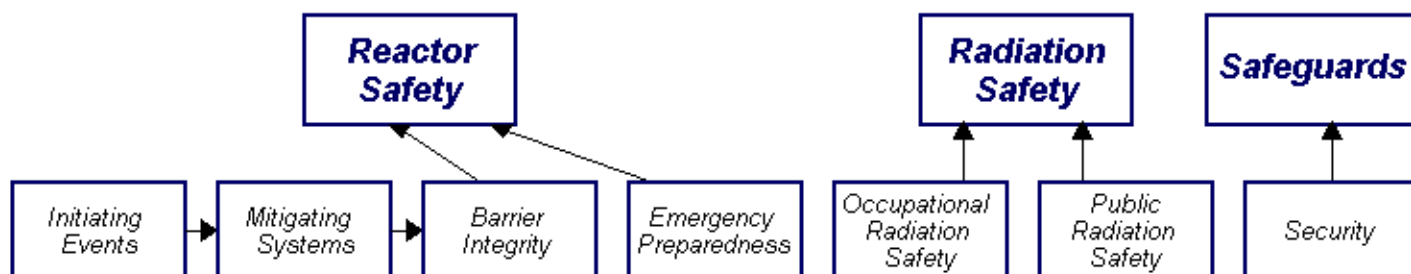 Reactor
Safety
Radiation
Safety
Safeguards
Initiating
Events
Mitigating
Systems
Barrier
Integrity
Emergency
Preparedness
Occupational
Radiation
Safety
Public
Radiation
Safety
Security